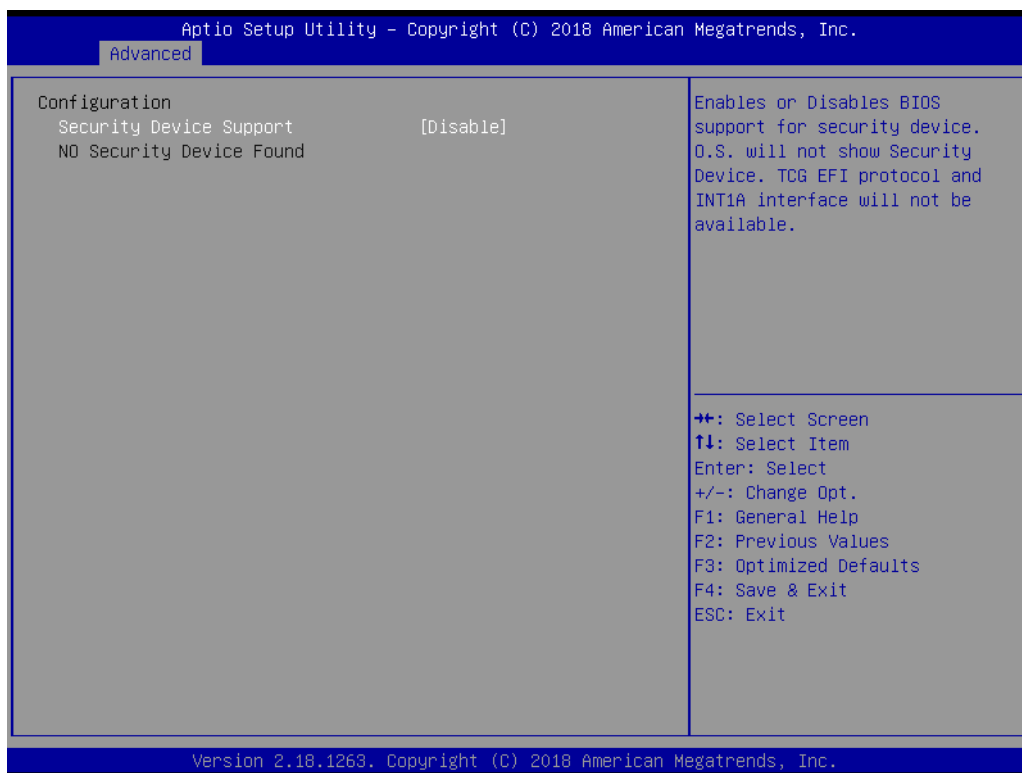 Aptio Setup Utility – Copyright (C) 2018 American Megatrends, Inc.
Advanced
Configuration
Security Device Support [Disable]
NO Security Device Found
Enables or Disables BIOS
support for security device.
O.S. will not show Security
Device. TCG EFI protocol and
INT1A interface will not be
available.
→←: Select Screen
↑↓: Select Item
Enter: Select
+/-: Change Opt.
F1: General Help
F2: Previous Values
F3: Optimized Defaults
F4: Save & Exit
ESC: Exit
Version 2.18.1263. Copyright (C) 2018 American Megatrends, Inc.